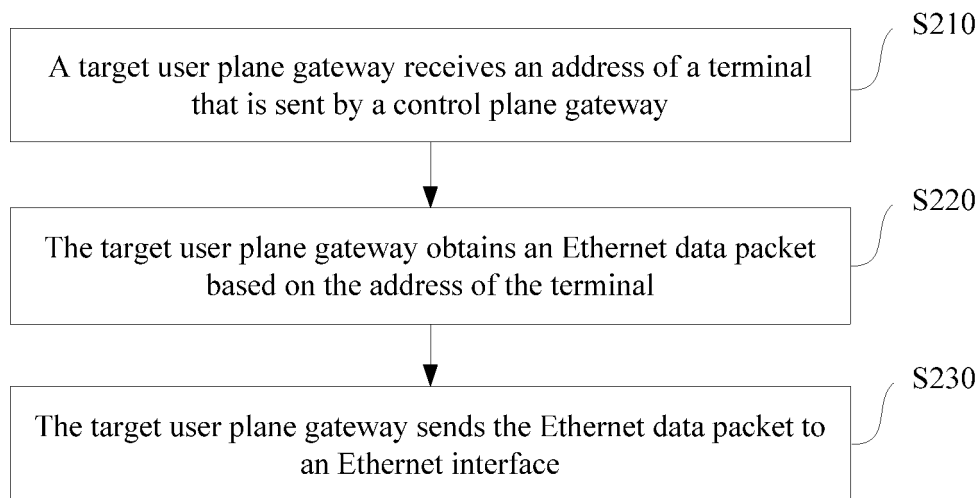 S210
A target user plane gateway receives an address of a terminal
that is sent by a control plane gateway
S220
The target user plane gateway obtains an Ethernet data packet
based on the address of the terminal
S230
The target user plane gateway sends the Ethernet data packet to
an Ethernet interface